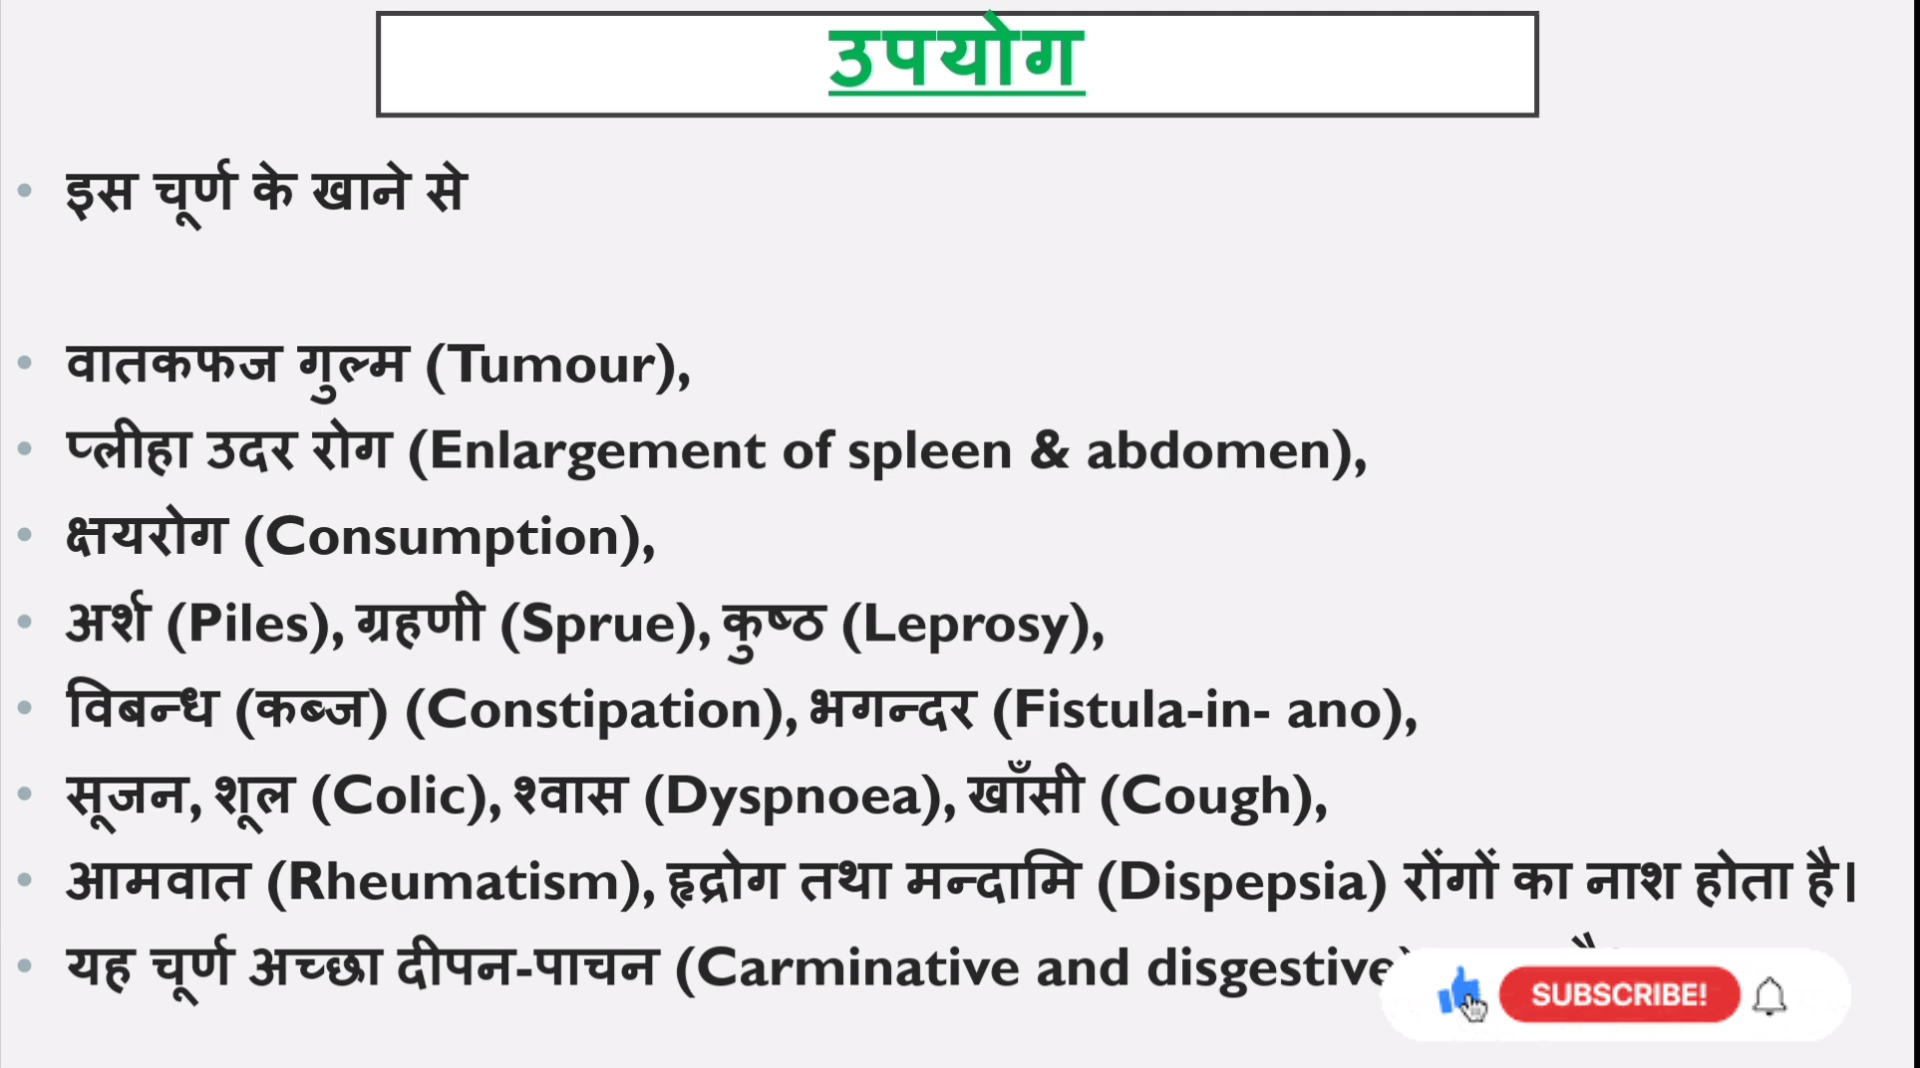 उपयोग
इस चूर्ण के खाने से
वातकफज गुल्म (Tumour),
प्लीहा उदर रोग (Enlargement of spleen & abdomen),
क्षयरोग (Consumption),
अर्श (Piles), ग्रहणी (Sprue), कुष्ठ (Leprosy),
विबन्ध (कब्ज) (Constipation), भगन्दर (Fistula-in- ano),
सूजन, शूल (Colic), श्वास (Dyspnoea), खाँसी (Cough),
आमवात (Rheumatism), हृद्रोग तथा मन्दामि (Dispepsia) रोंगों का नाश होता है।
यह चूर्ण अच्छा दीपन-पाचन (Carminative and disgestive)
SUBSCRIBE!